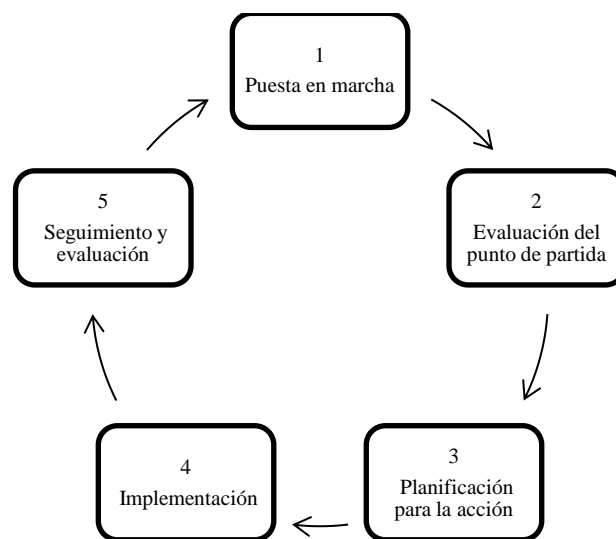 1
Puesta en marcha
2
Evaluación del
punto de partida
3
Planificación
para la acción
4
Implementación
5
Seguimiento y
evaluación